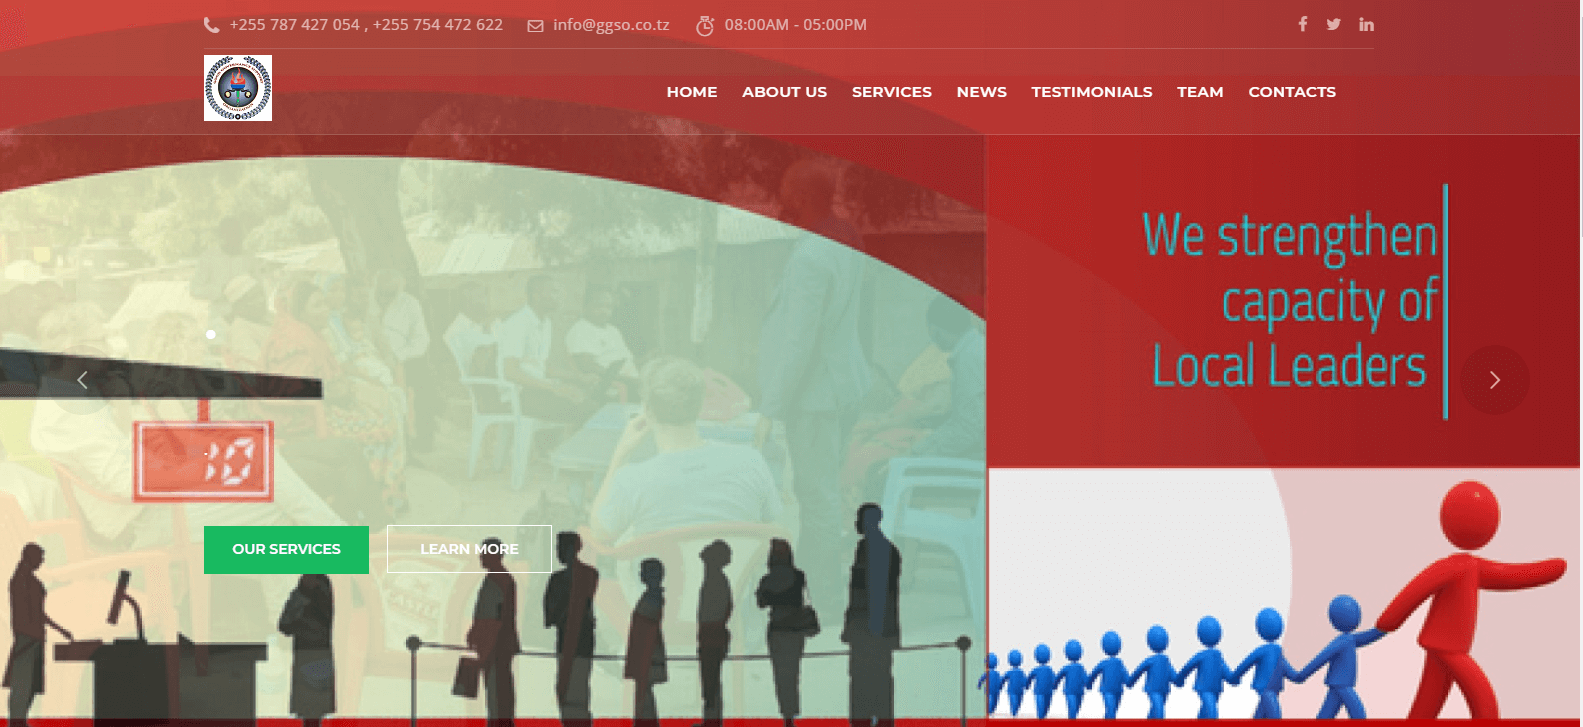 +255 787 427 054 , +255 754 472 622 info@ggso.co.tz 08:00AM - 05:00PM
HOME ABOUT US SERVICES NEWS TESTIMONIALS TEAM CONTACTS
We strengthen
capacity of
Local Leaders
10
OUR SERVICES LEARN MORE